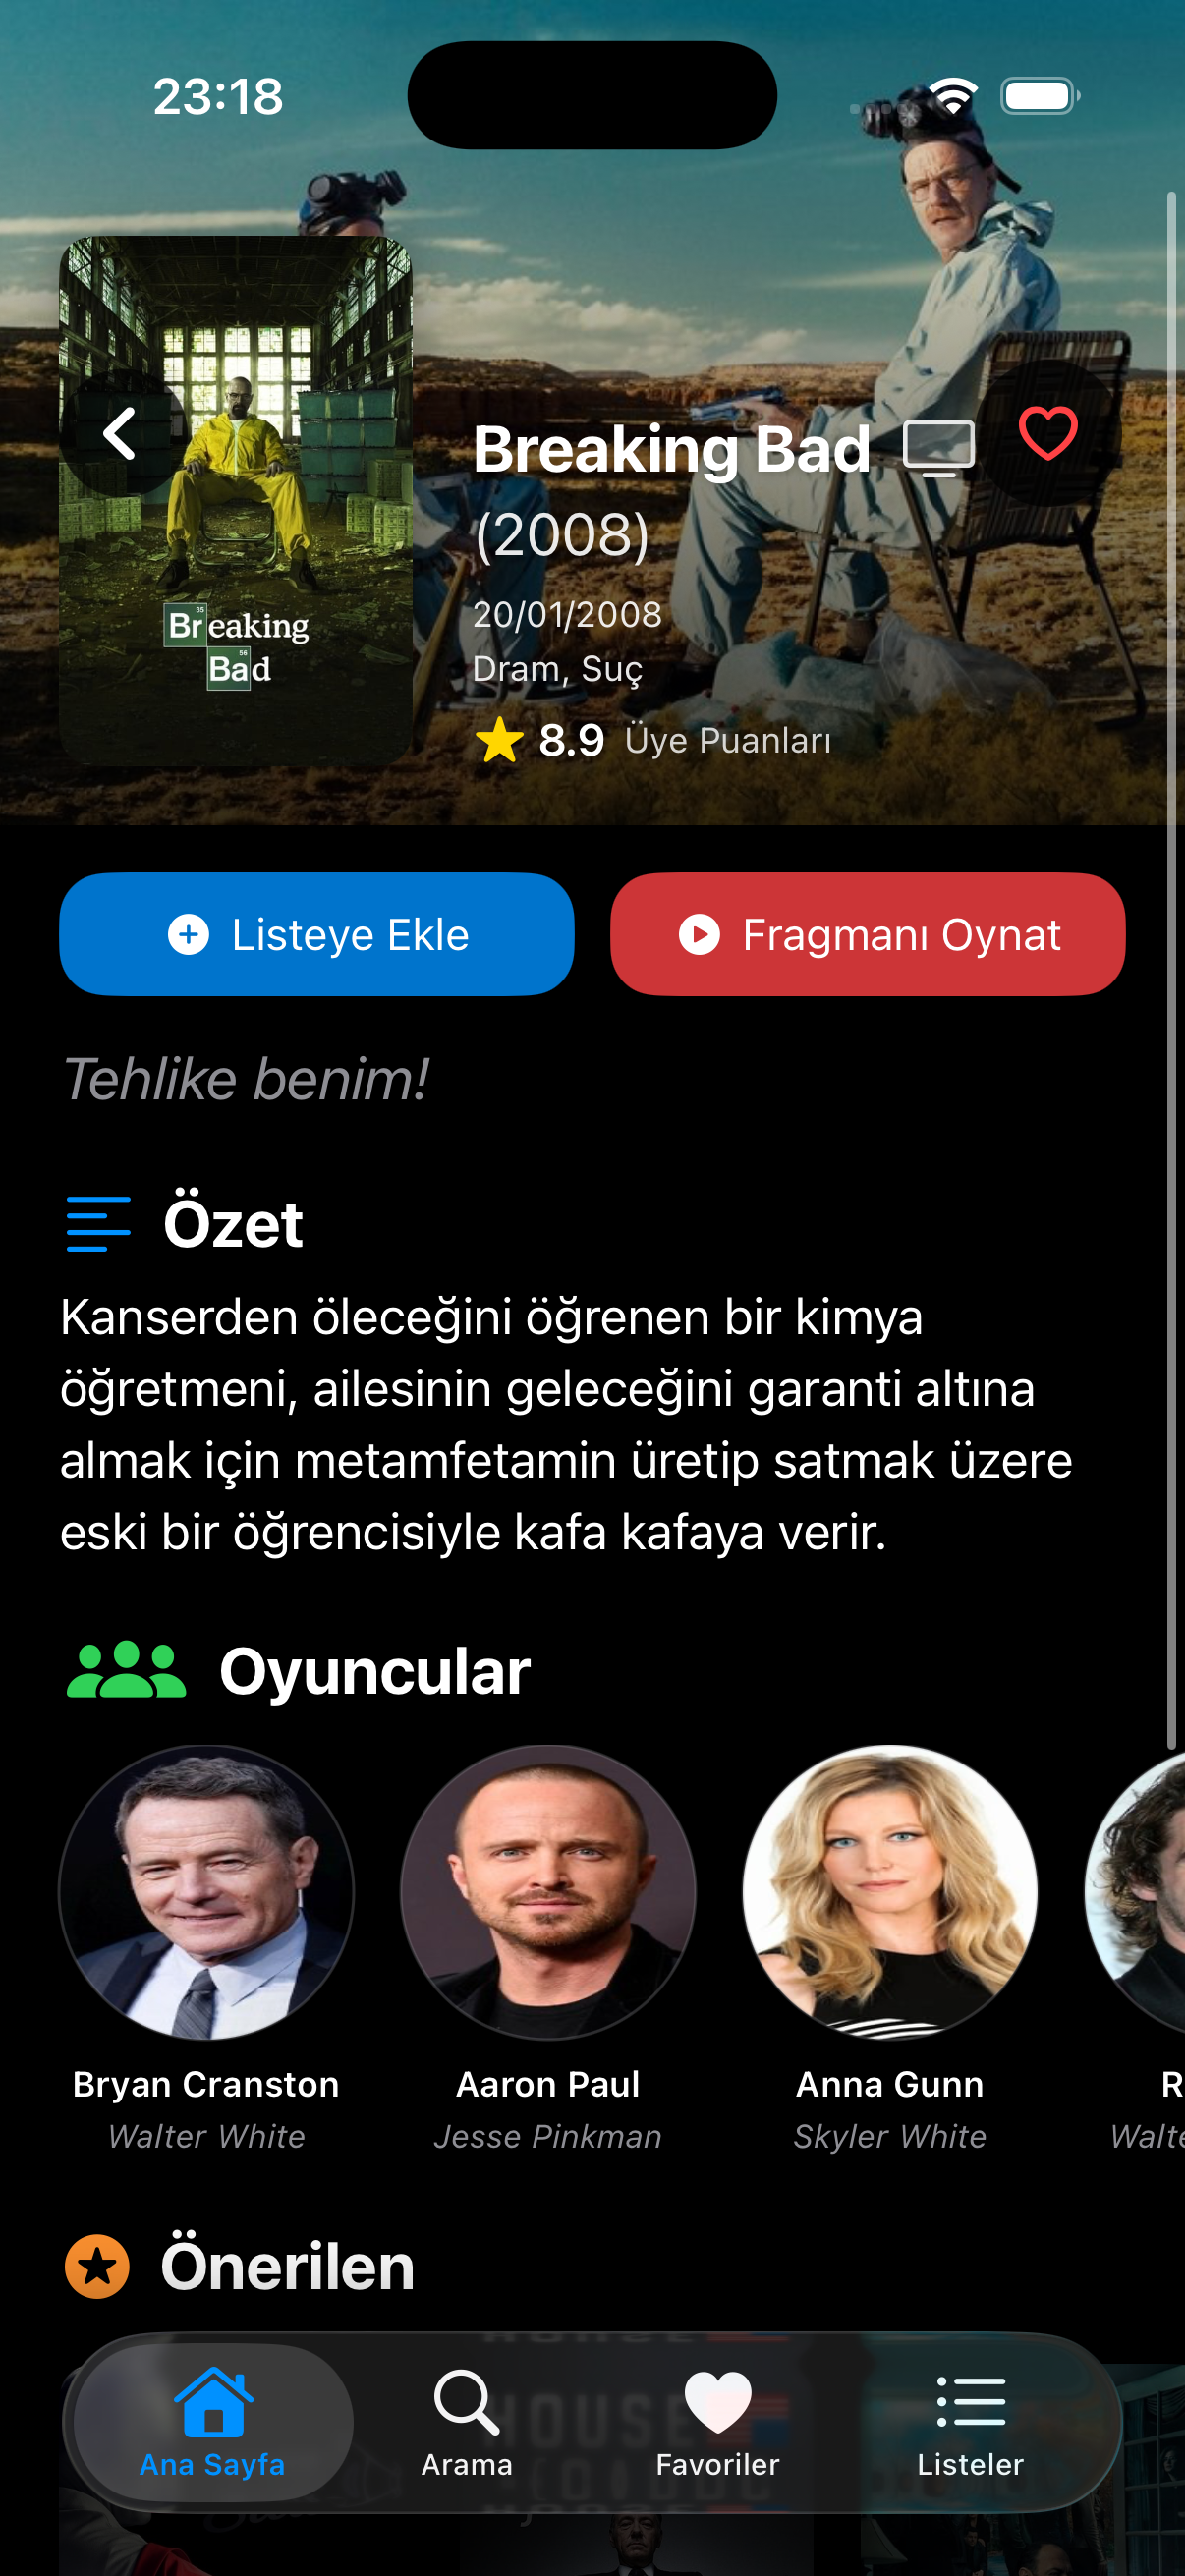 23:18
Breaking Bad
(2008)
20/01/2008
Dram, Suç
8.9 Üye Puanları
35
Breaking
56
Bad
Listeye Ekle
Fragmanı Oynat
Tehlike benim!
Özet
Kanserden öleceğini öğrenen bir kimya
öğretmeni, ailesinin geleceğini garanti altına
almak için metamfetamin üretip satmak üzere
eski bir öğrencisiyle kafa kafaya verir.
Oyuncular
Bryan Cranston
Walter White
Aaron Paul
Jesse Pinkman
Anna Gunn
Skyler White
R
Walte
Önerilen
HOUSE
Ana Sayfa
Arama
Favoriler
Listeler